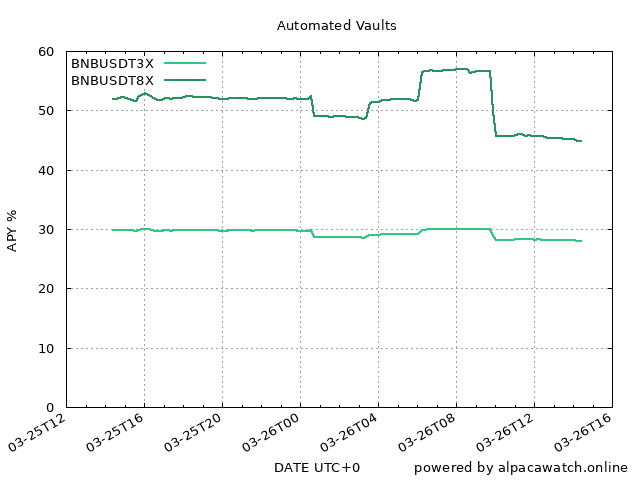 Automated Vaults
BNBUSDT3X
BNBUSDT8X
60
50
40
30
20
10
0
APY %
03-25T12
03-25T16
03-25T20
03-26T00
03-26T04
03-26T08
03-26T12
03-26T16
DATE UTC+0
powered by alpacawatch.online